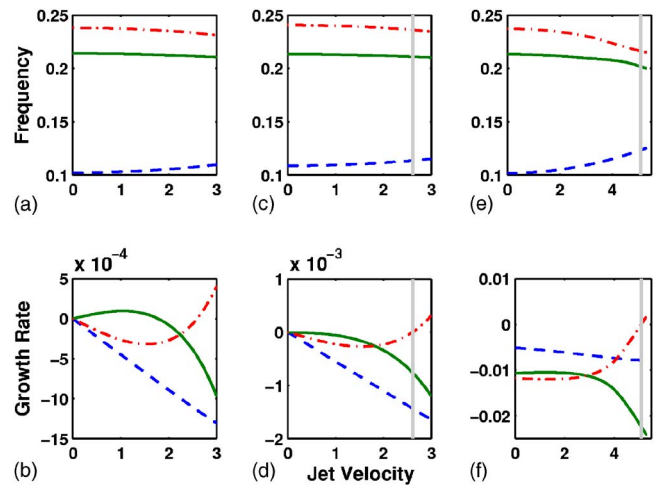 0.25
0.2
0.15
0.1
Frequency
0 1 2 3
(a)
0.25
0.2
0.15
0.1
0 1 2 3
(c)
0.25
0.2
0.15
0.1
0 2 4
(e)
x 10⁻⁴
5
0
−5
−10
−15
Growth Rate
0 1 2 3
(b)
x 10⁻³
1
0
−1
−2
0 1 2 3
(d)
Jet Velocity
0.01
0
−0.01
−0.02
0 2 4
(f)